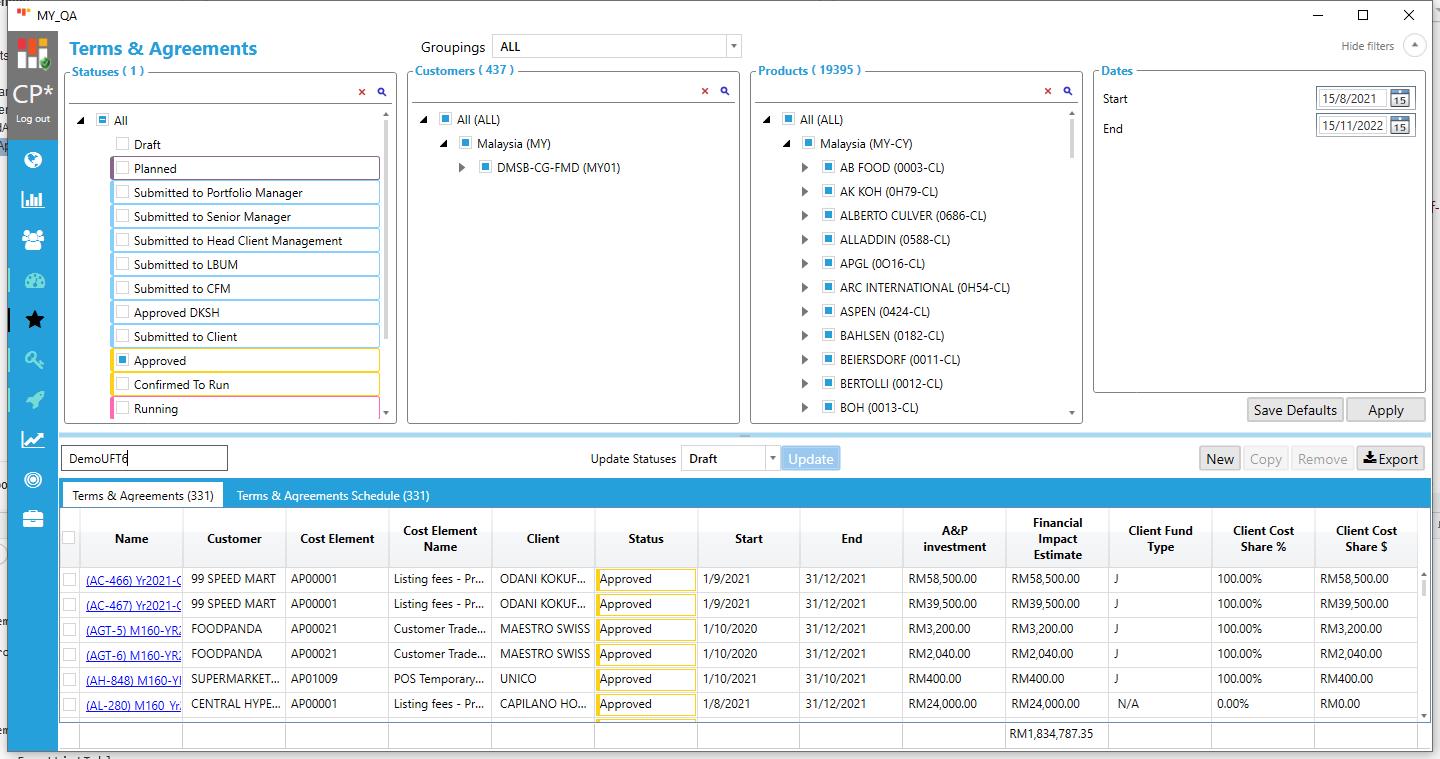 MY_QA
CP*
Log out
Terms & Agreements
Groupings ALL
Hide filters
Statuses ( 1 )
All
Draft
Planned
Submitted to Portfolio Manager
Submitted to Senior Manager
Submitted to Head Client Management
Submitted to LBUM
Submitted to CFM
Approved DKSH
Submitted to Client
Approved
Confirmed To Run
Running
Customers ( 437 )
All (ALL)
Malaysia (MY)
DMSB-CG-FMD (MY01)
Products ( 19395 )
All (ALL)
Malaysia (MY-CY)
AB FOOD (0003-CL)
AK KOH (0H79-CL)
ALBERTO CULVER (0686-CL)
ALLADDIN (0588-CL)
APGL (0O16-CL)
ARC INTERNATIONAL (0H54-CL)
ASPEN (0424-CL)
BAHLSEN (0182-CL)
BEIERSDORF (0011-CL)
BERTOLLI (0012-CL)
BOH (0013-CL)
Dates
Start 15/8/2021 15
End 15/11/2022 15
Save Defaults Apply
DemoUFT6 Update Statuses Draft Update New Copy Remove Export
Terms & Agreements (331) Terms & Agreements Schedule (331)
Name Customer Cost Element Cost Element Name Client Status Start End A&P investment Financial Impact Estimate Client Fund Type Client Cost Share % Client Cost Share $
(AC-466) Yr2021-C 99 SPEED MART AP00001 Listing fees - Pr... ODANI KOKUF... Approved 1/9/2021 31/12/2021 RM58,500.00 RM58,500.00 J 100.00% RM58,500.00
(AC-467) Yr2021-C 99 SPEED MART AP00001 Listing fees - Pr... ODANI KOKUF... Approved 1/9/2021 31/12/2021 RM39,500.00 RM39,500.00 J 100.00% RM39,500.00
(AGT-5) M160-YR2 FOODPANDA AP00021 Customer Trade... MAESTRO SWISS Approved 1/10/2020 31/12/2021 RM3,200.00 RM3,200.00 J 100.00% RM3,200.00
(AGT-6) M160-YR2 FOODPANDA AP00021 Customer Trade... MAESTRO SWISS Approved 1/10/2020 31/12/2021 RM2,040.00 RM2,040.00 J 100.00% RM2,040.00
(AH-848) M160-Y SUPERMARKET... AP01009 POS Temporary... UNICO Approved 1/10/2021 31/10/2021 RM400.00 RM400.00 J 100.00% RM400.00
(AL-280) M160 Yr2 CENTRAL HYPE... AP00001 Listing fees - Pr... CAPILANO HO... Approved 1/8/2021 31/12/2021 RM24,000.00 RM24,000.00 N/A 0.00% RM0.00
RM1,834,787.35